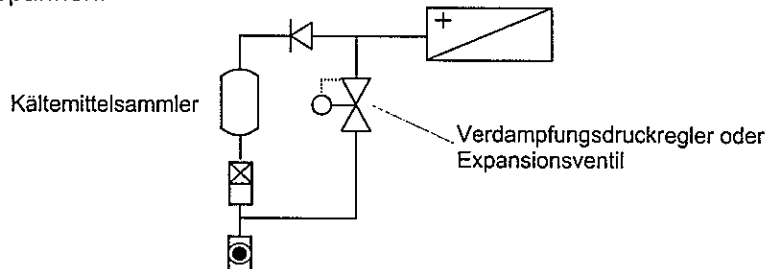 Kältemittelsammler
Verdampfungsdruckregler oder
Expansionsventil